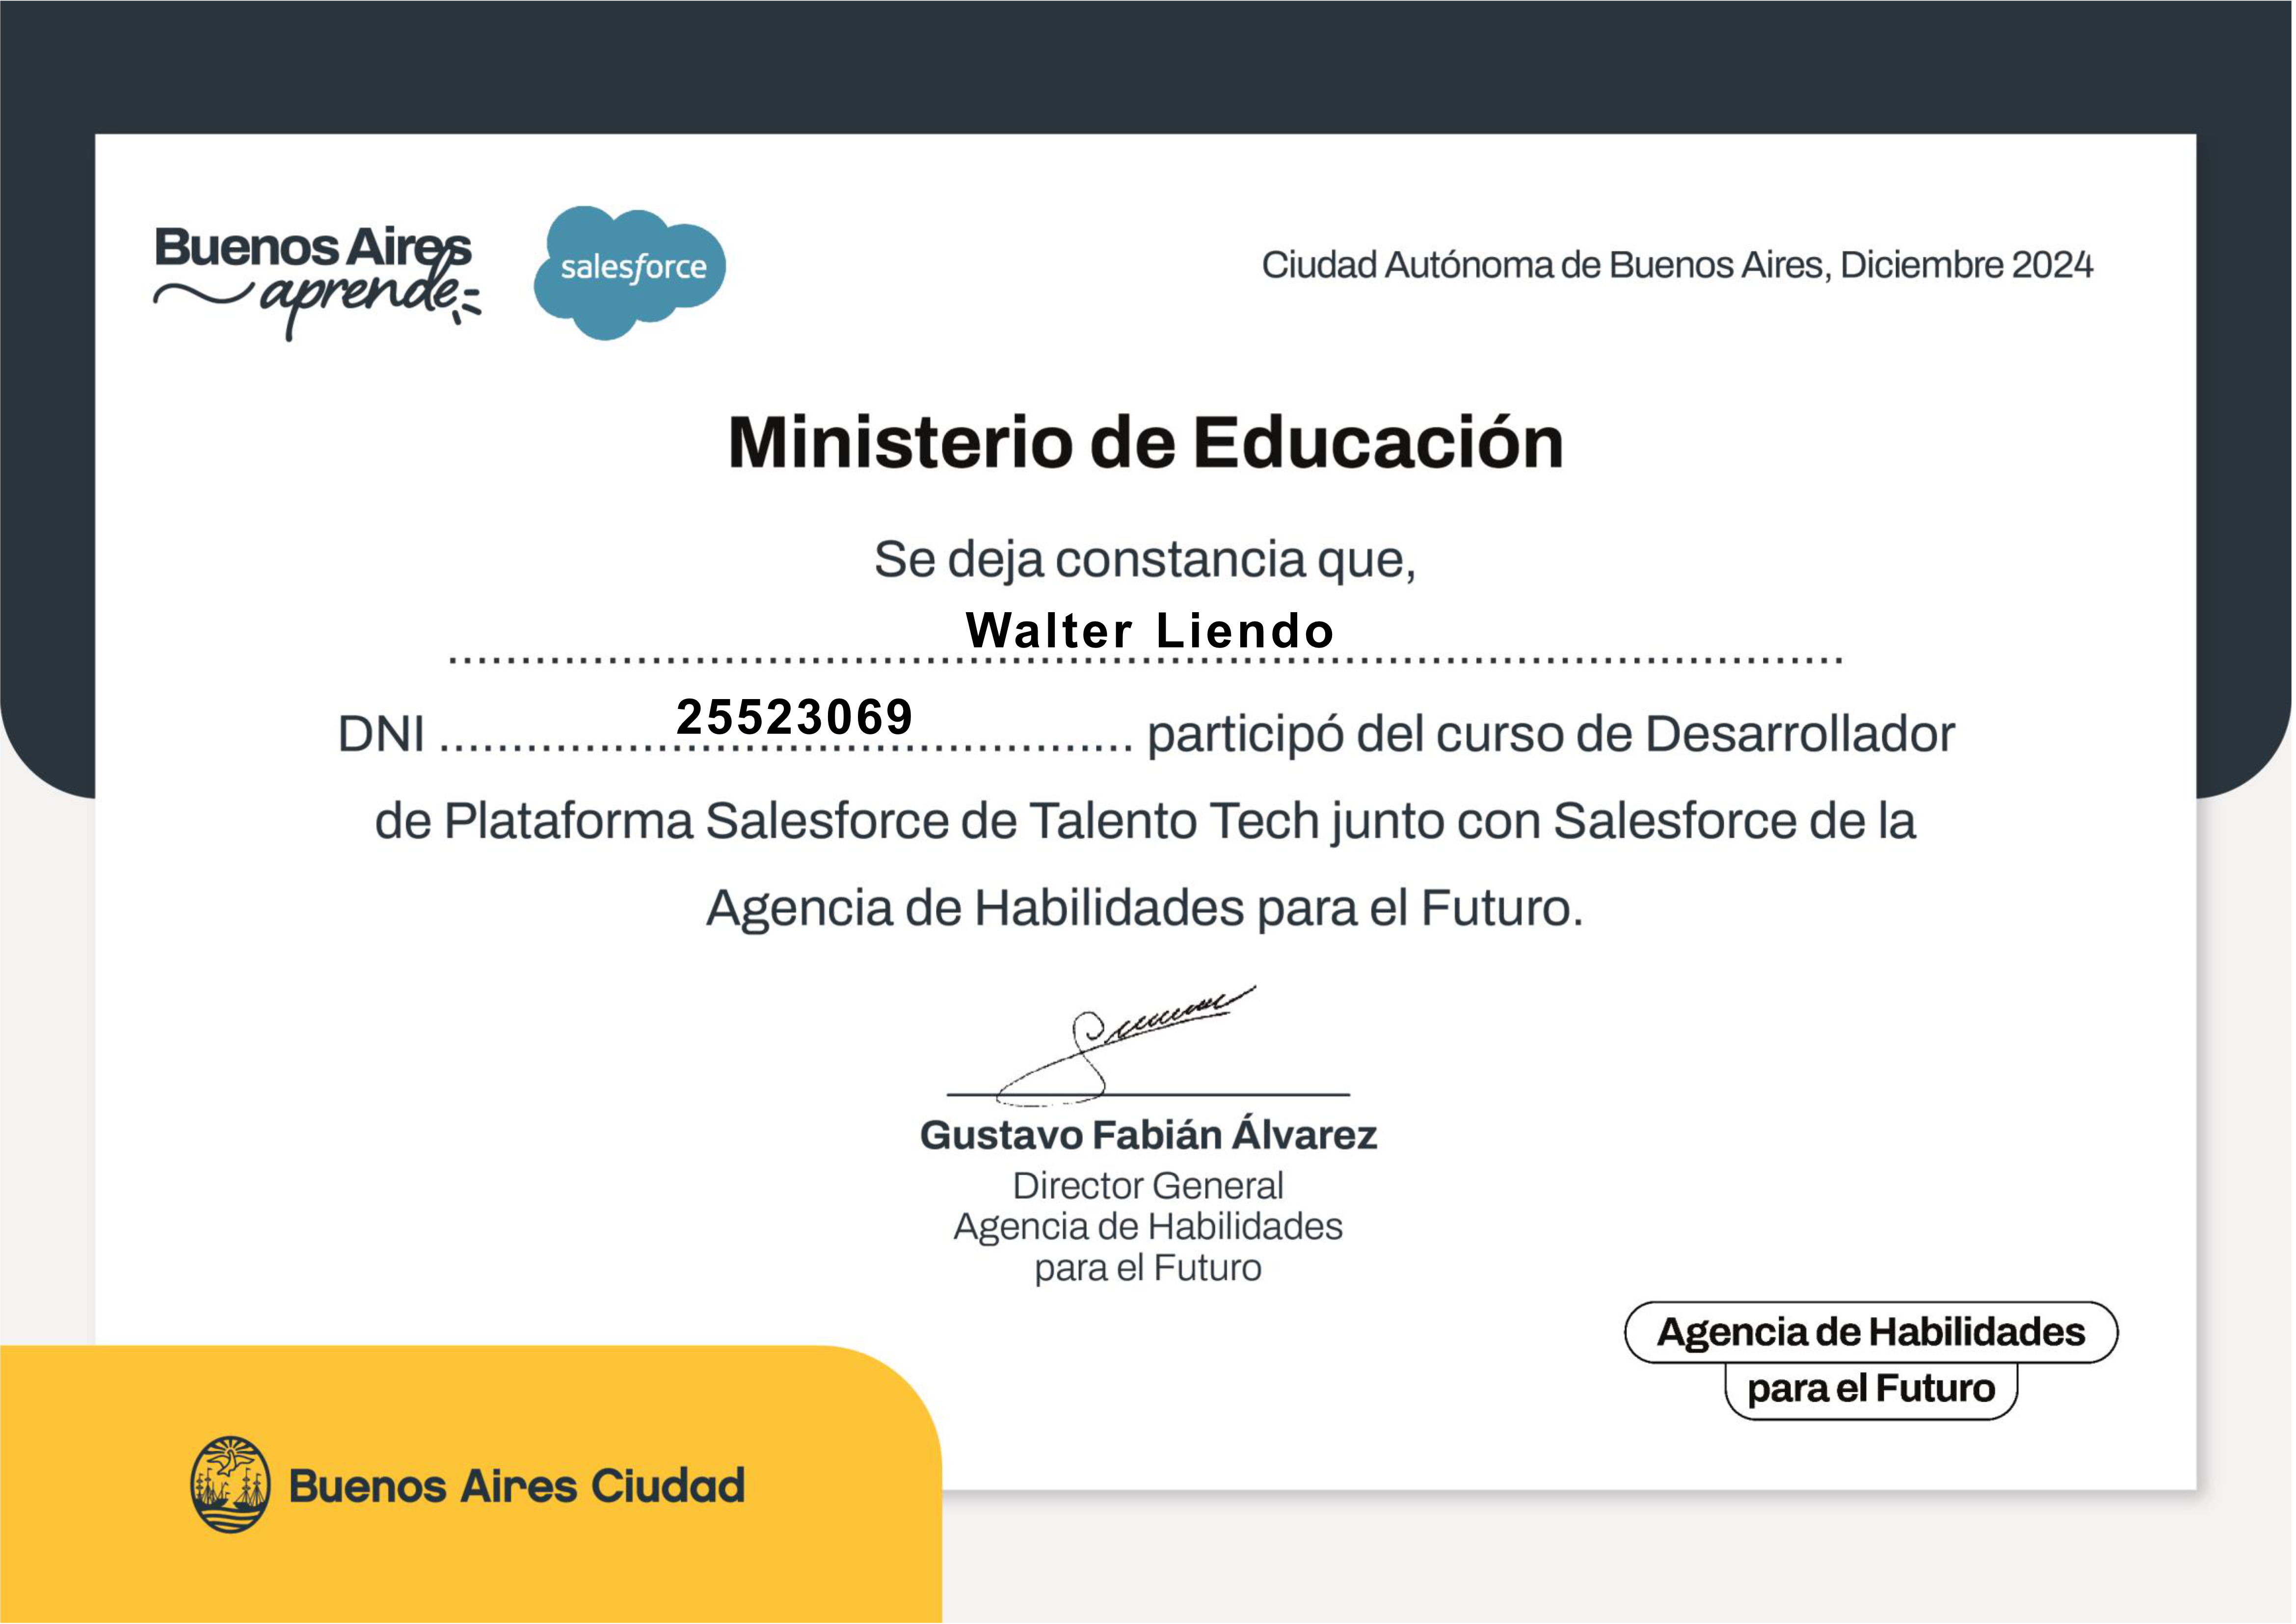 Buenos Aires
aprende
salesforce
Ciudad Autónoma de Buenos Aires, Diciembre 2024
Ministerio de Educación
Se deja constancia que,
Walter Liendo
DNI 25523069 participó del curso de Desarrollador
de Plataforma Salesforce de Talento Tech junto con Salesforce de la
Agencia de Habilidades para el Futuro.
Gustavo Fabián Álvarez
Director General
Agencia de Habilidades
para el Futuro
Agencia de Habilidades
para el Futuro
Buenos Aires Ciudad